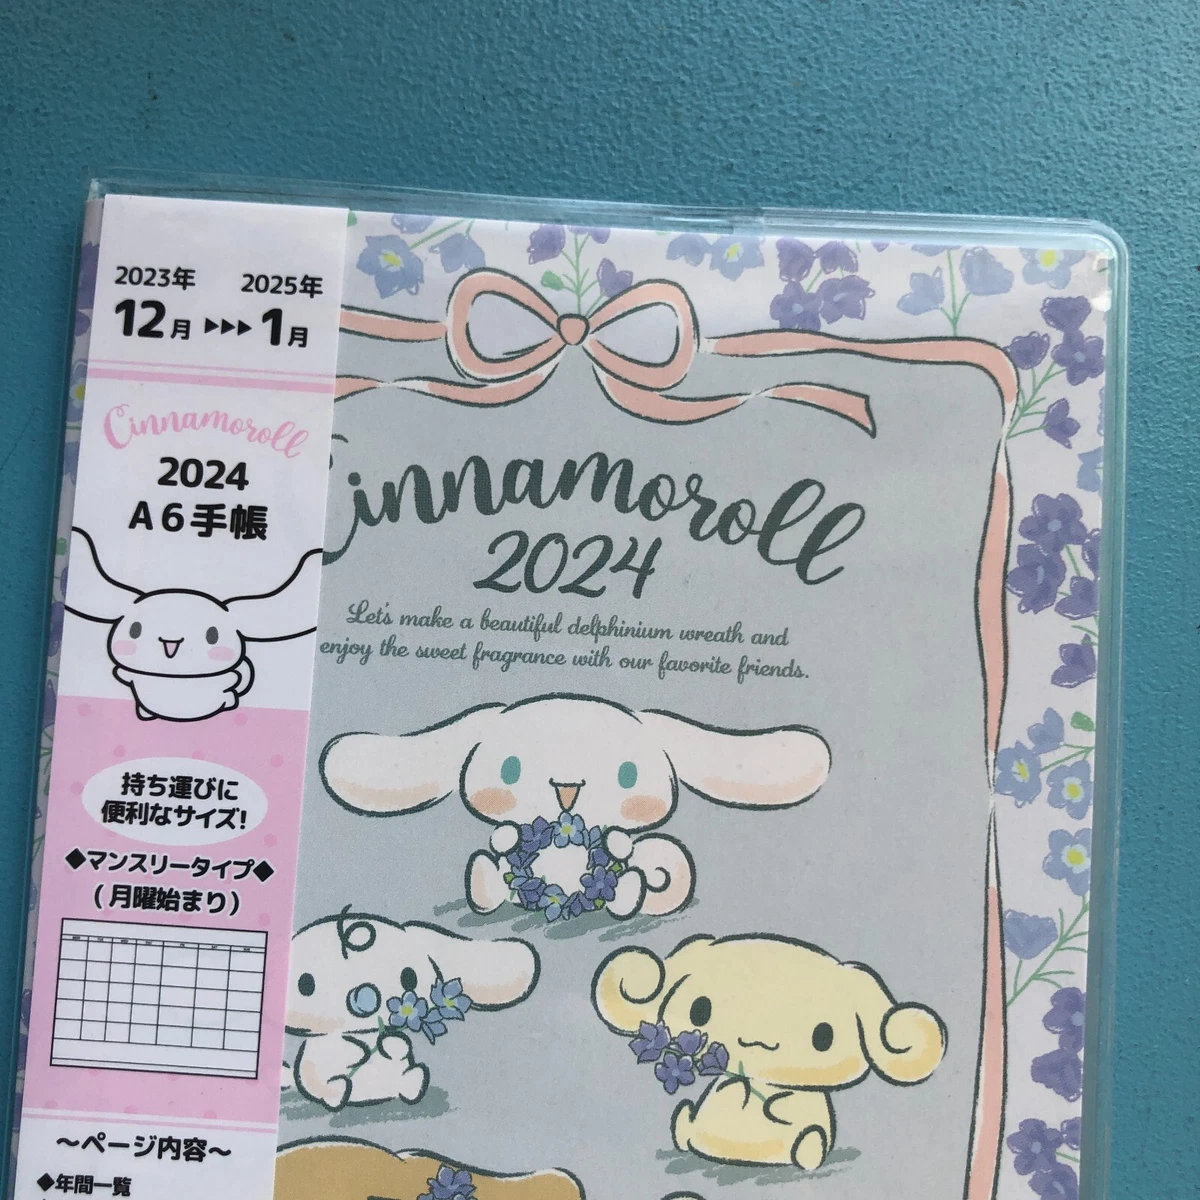 2023年 2025年
12月 ▶▶▶ 1月
Cinnamoroll
2024
A6手帳
持ち運びに
便利なサイズ!
◆マンスリータイプ◆
(月曜始まり)
～ページ内容～
◆年間一覧
Cinnamoroll
2024
Let's make a beautiful delphinium wreath and
enjoy the sweet fragrance with our favorite friends.